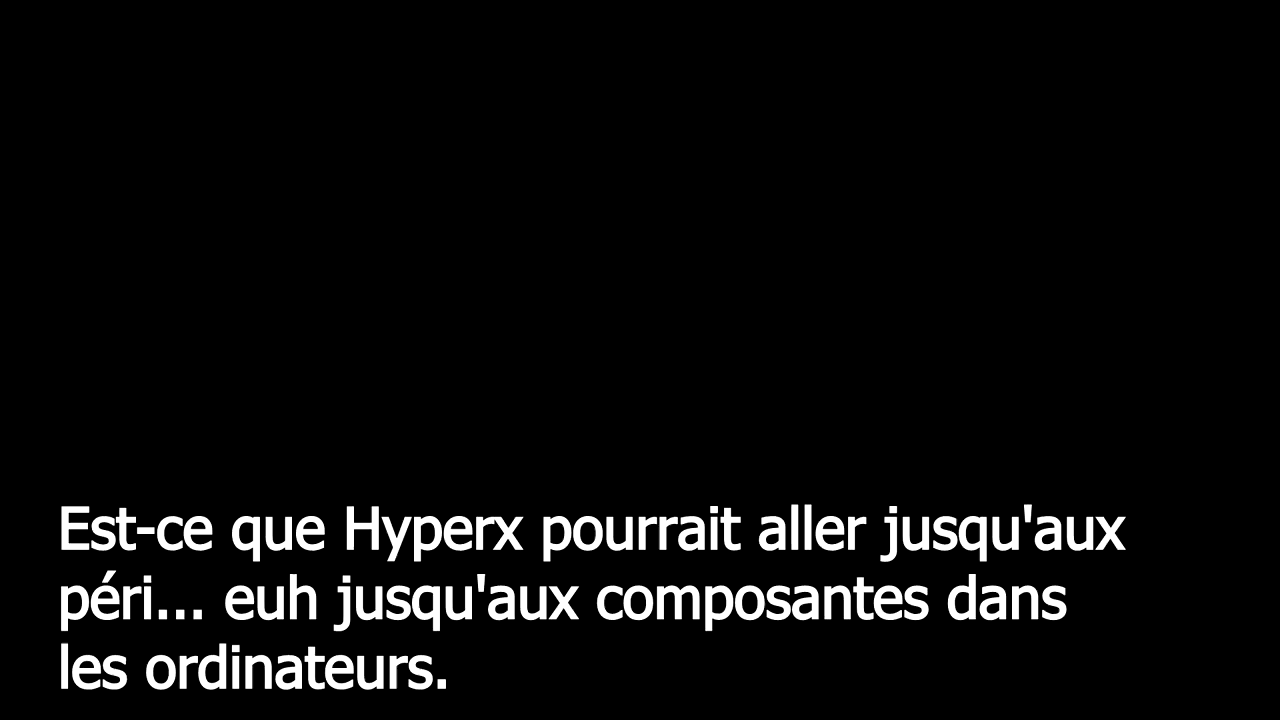 Est-ce que Hyperx pourrait aller jusqu'aux
péri... euh jusqu'aux composantes dans
les ordinateurs.